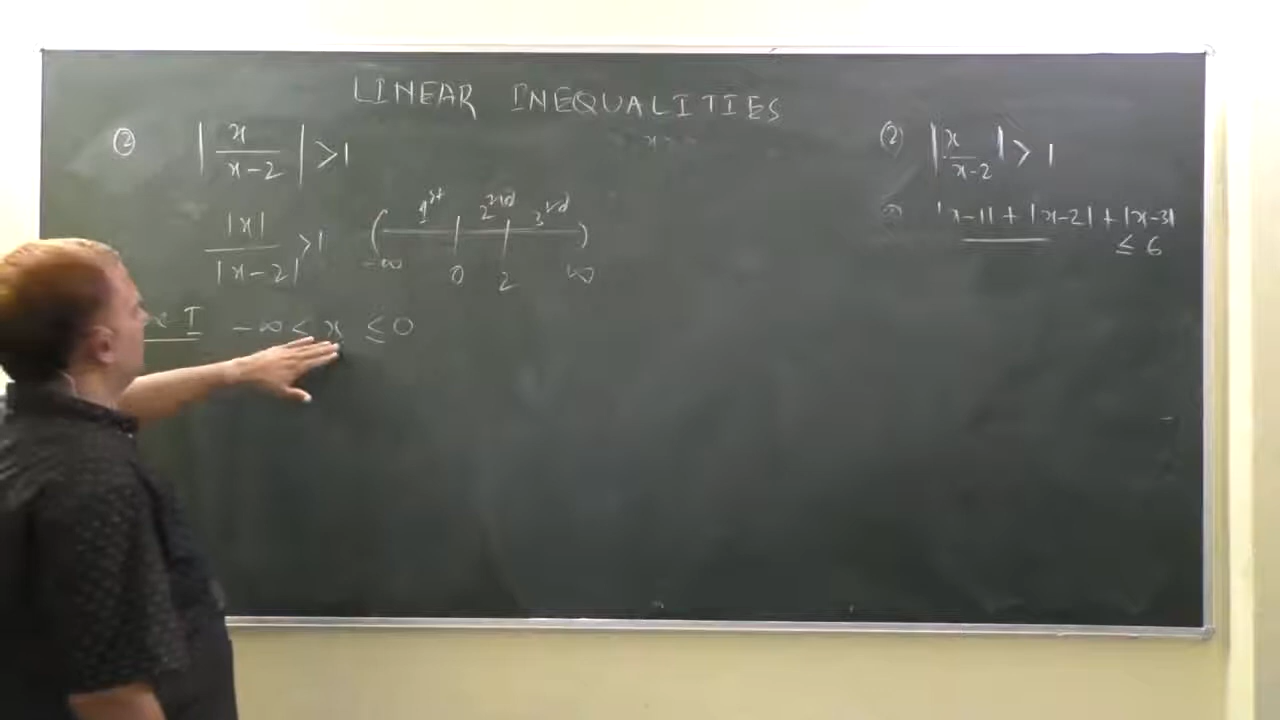 LINEAR INEQUALITIES
(2) |x/(x-2)| > 1
|x|/|x-2| > 1
1st 2nd 3rd
-∞ 0 2 ∞
I -∞ < x ≤ 0
(2) |x/(x-2)| > 1
|x-1| + |x-2| + |x-3|
≤ 6